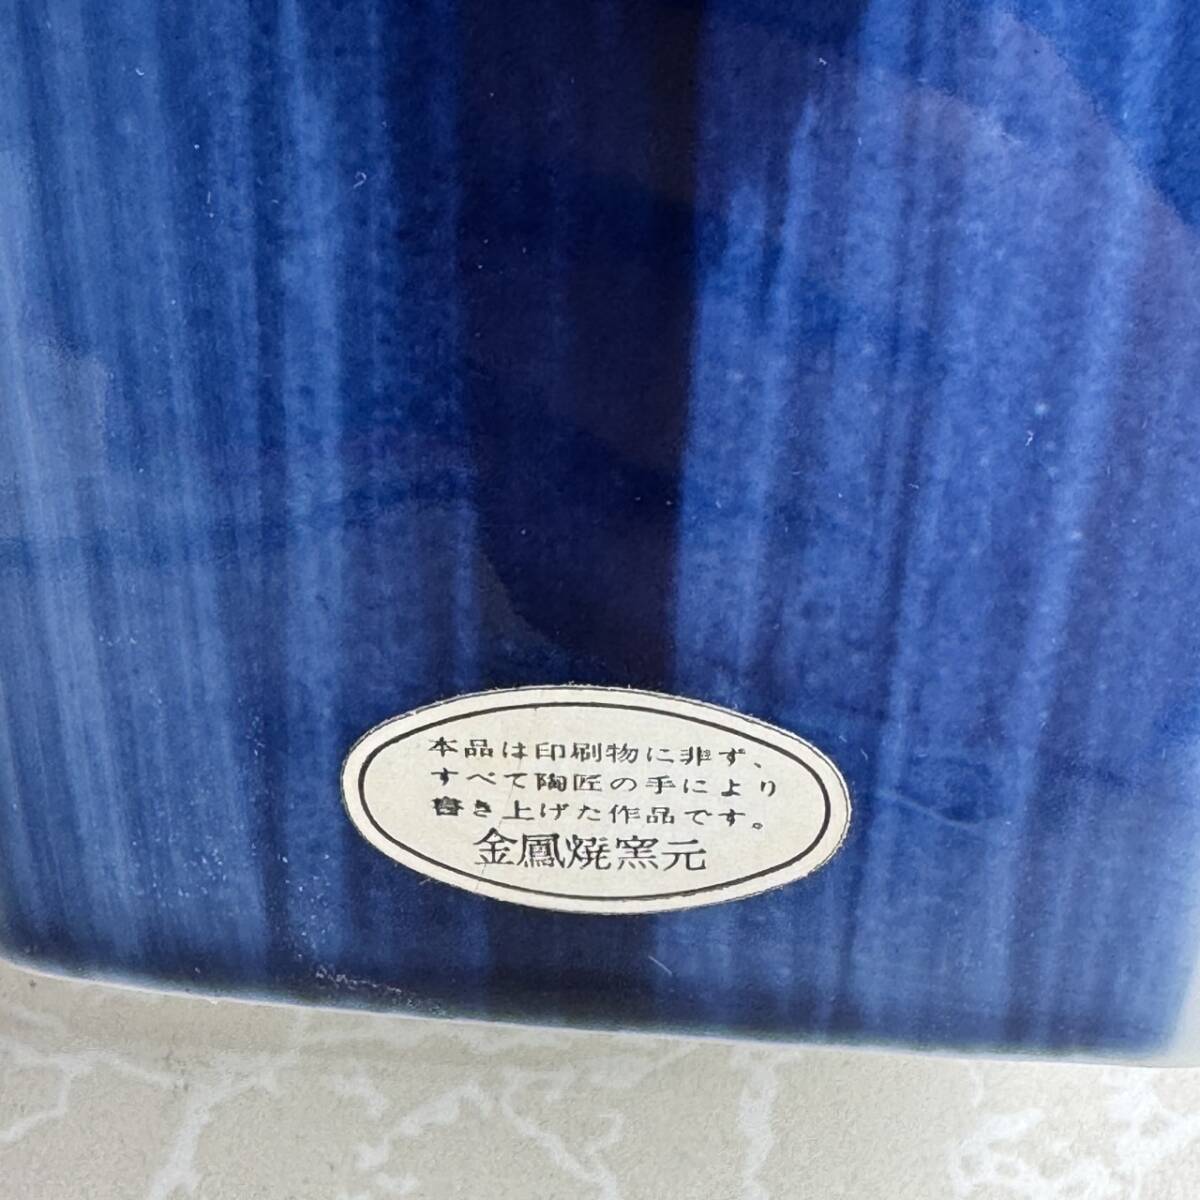 本品は印刷物に非ず、
すべて陶匠の手により
書き上げた作品です。
金鳳焼窯元